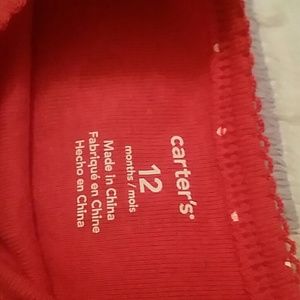 carter's®
12
months / mois
Made in China
Fabriqué en Chine
Hecho en China